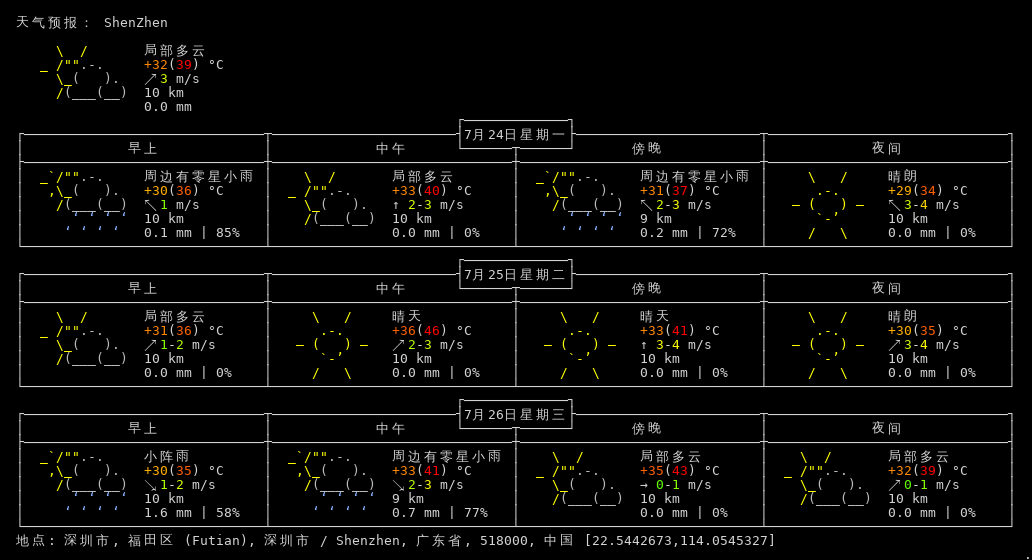 天气预报： ShenZhen
局部多云
+32(39) °C
↗3 m/s
10 km
0.0 mm
7月24日星期一
早上 中午 傍晚 夜间
周边有零星小雨 局部多云 周边有零星小雨 晴朗
+30(36) °C +33(40) °C +31(37) °C +29(34) °C
↖1 m/s ↑ 2-3 m/s ↖2-3 m/s ↖3-4 m/s
10 km 10 km 9 km 10 km
0.1 mm | 85% 0.0 mm | 0% 0.2 mm | 72% 0.0 mm | 0%
7月25日星期二
早上 中午 傍晚 夜间
局部多云 晴天 晴天 晴朗
+31(36) °C +36(46) °C +33(41) °C +30(35) °C
↗1-2 m/s ↗2-3 m/s ↑ 3-4 m/s ↗3-4 m/s
10 km 10 km 10 km 10 km
0.0 mm | 0% 0.0 mm | 0% 0.0 mm | 0% 0.0 mm | 0%
7月26日星期三
早上 中午 傍晚 夜间
小阵雨 周边有零星小雨 局部多云 局部多云
+30(35) °C +33(41) °C +35(43) °C +32(39) °C
↘1-2 m/s ↘2-3 m/s → 0-1 m/s ↗0-1 m/s
10 km 9 km 10 km 10 km
1.6 mm | 58% 0.7 mm | 77% 0.0 mm | 0% 0.0 mm | 0%
地点: 深圳市, 福田区 (Futian), 深圳市 / Shenzhen, 广东省, 518000, 中国 [22.5442673,114.0545327]